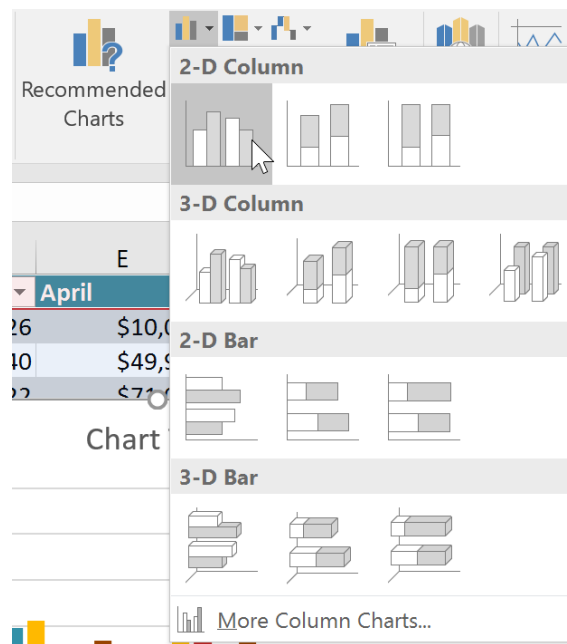 Recommended
Charts
2-D Column
3-D Column
E
April
26
$10,0
40
$49,9
2-D Bar
Chart
3-D Bar
More Column Charts...